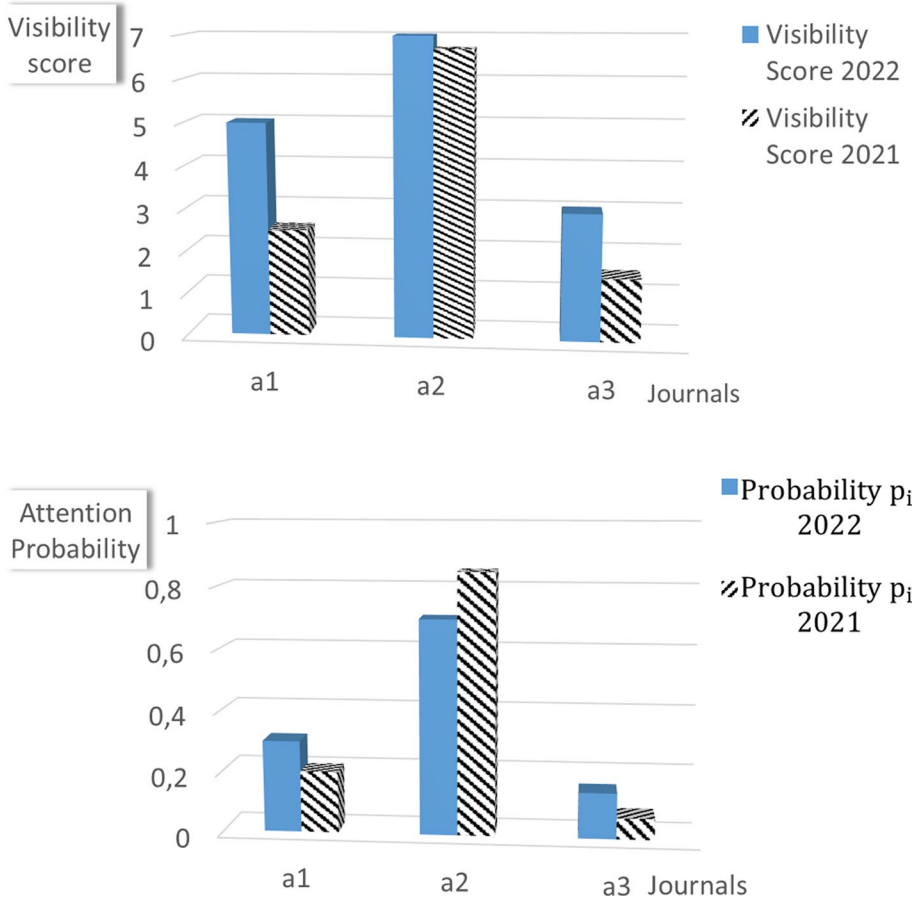 Visibility
score
7
6
5
4
3
2
1
0
a1
a2
a3
Journals
Visibility
Score 2022
Visibility
Score 2021
Attention
Probability
1
0,8
0,6
0,4
0,2
0
a1
a2
a3
Journals
Probability pᵢ
2022
Probability pᵢ
2021